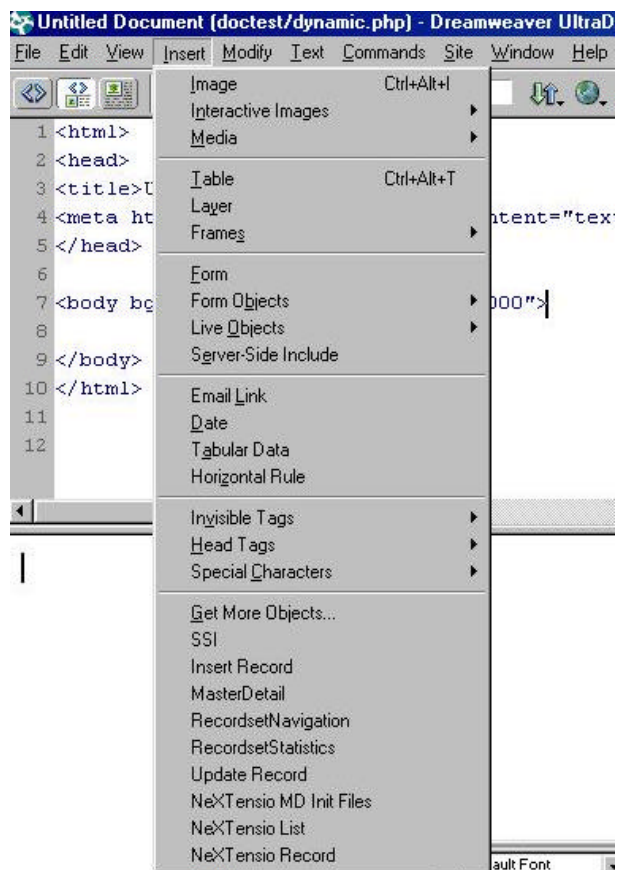 Untitled Document (doctest/dynamic.php) - Dreamweaver UltraD
File Edit View Insert Modify Text Commands Site Window Help
Image Ctrl+Alt+I
Interactive Images
Media
Table Ctrl+Alt+T
Layer
Frames
Form
Form Objects
Live Objects
Server-Side Include
Email Link
Date
Tabular Data
Horizontal Rule
Invisible Tags
Head Tags
Special Characters
Get More Objects...
SSI
Insert Record
MasterDetail
RecordsetNavigation
RecordsetStatistics
Update Record
NeXTensio MD Init Files
NeXTensio List
NeXTensio Record
1 <html>
2 <head>
3 <title>U
4 <meta ht ntent="tex
5 </head>
6
7 <body bg 000">
8
9 </body>
10 </html>
11
12
ault Font